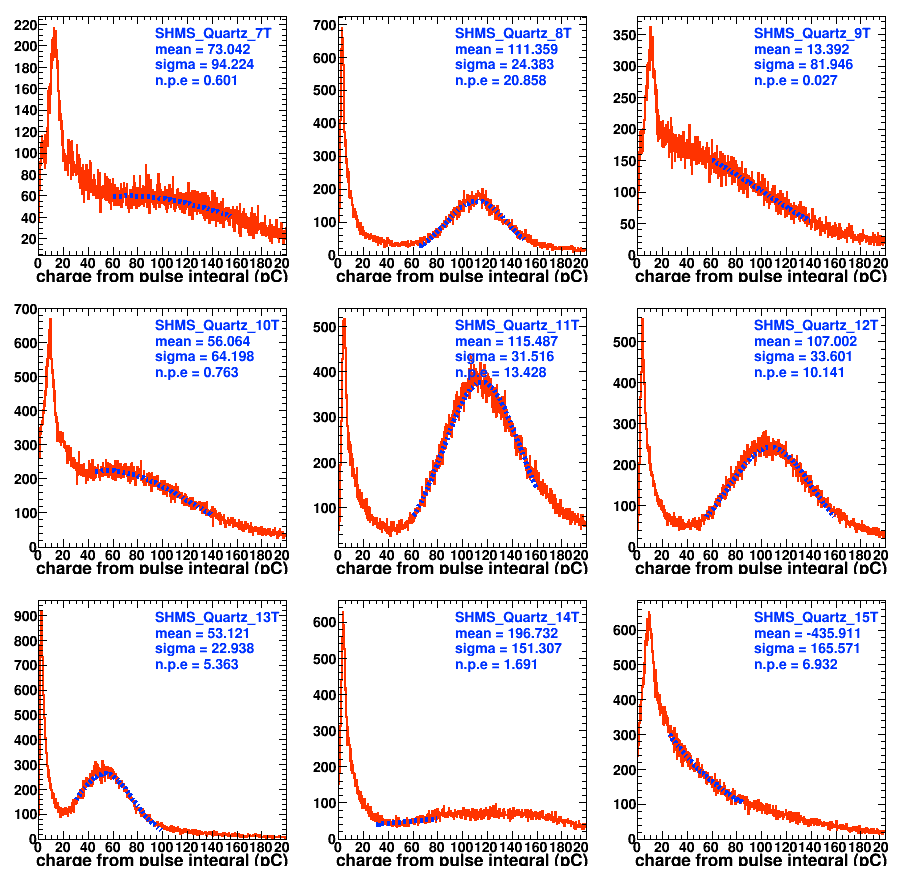 SHMS_Quartz_7T
mean = 73.042
sigma = 94.224
n.p.e = 0.601
220
200
180
160
140
120
100
80
60
40
20
0 20 40 60 80 100 120 140 160 180 20
charge from pulse integral (pC)
SHMS_Quartz_8T
mean = 111.359
sigma = 24.383
n.p.e = 20.858
700
600
500
400
300
200
100
0
0 20 40 60 80 100 120 140 160 180 20
charge from pulse integral (pC)
SHMS_Quartz_9T
mean = 13.392
sigma = 81.946
n.p.e = 0.027
350
300
250
200
150
100
50
0
0 20 40 60 80 100 120 140 160 180 20
charge from pulse integral (pC)
SHMS_Quartz_10T
mean = 56.064
sigma = 64.198
n.p.e = 0.763
700
600
500
400
300
200
100
0
0 20 40 60 80 100 120 140 160 180 20
charge from pulse integral (pC)
SHMS_Quartz_11T
mean = 115.487
sigma = 31.516
n.p.e = 13.428
500
400
300
200
100
0 20 40 60 80 100 120 140 160 180 20
charge from pulse integral (pC)
SHMS_Quartz_12T
mean = 107.002
sigma = 33.601
n.p.e = 10.141
500
400
300
200
100
0
0 20 40 60 80 100 120 140 160 180 20
charge from pulse integral (pC)
SHMS_Quartz_13T
mean = 53.121
sigma = 22.938
n.p.e = 5.363
900
800
700
600
500
400
300
200
100
0
0 20 40 60 80 100 120 140 160 180 20
charge from pulse integral (pC)
SHMS_Quartz_14T
mean = 196.732
sigma = 151.307
n.p.e = 1.691
600
500
400
300
200
100
0
0 20 40 60 80 100 120 140 160 180 20
charge from pulse integral (pC)
SHMS_Quartz_15T
mean = -435.911
sigma = 165.571
n.p.e = 6.932
600
500
400
300
200
100
0
0 20 40 60 80 100 120 140 160 180 20
charge from pulse integral (pC)